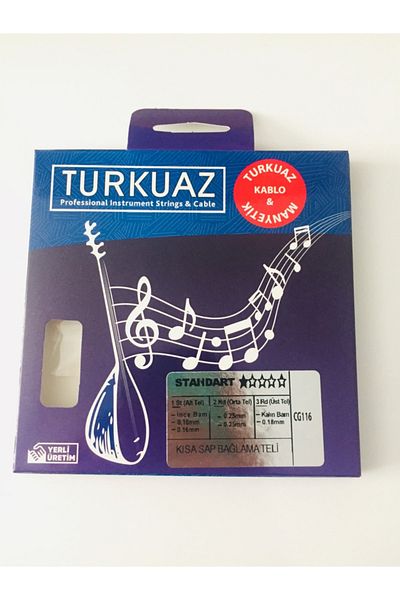 TURKUAZ
Professional Instrument Strings & Cable
TURKUAZ
KABLO
&
MANYETİK
STANDART
1 St (Alt Tel)
– İnce Bam
– 0.16mm
– 0.16mm
2 Nd (Orta Tel)
– 0.25mm
– 0.25mm
3 Rd (Üst Tel)
– Kalın Bam
– 0.18mm
CG116
KISA SAP BAĞLAMA TELİ
YERLİ
ÜRETİM